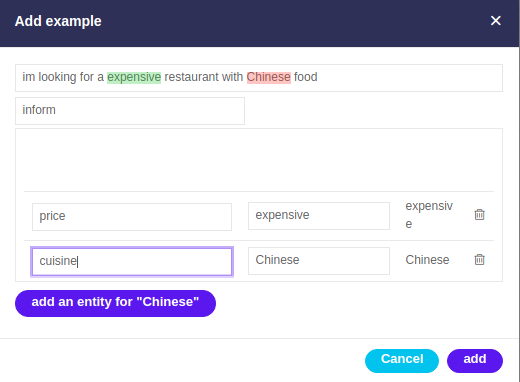 Add example
×
im looking for a expensive restaurant with Chinese food
inform
price expensive expensiv
e
cuisine Chinese Chinese
add an entity for "Chinese"
Cancel add